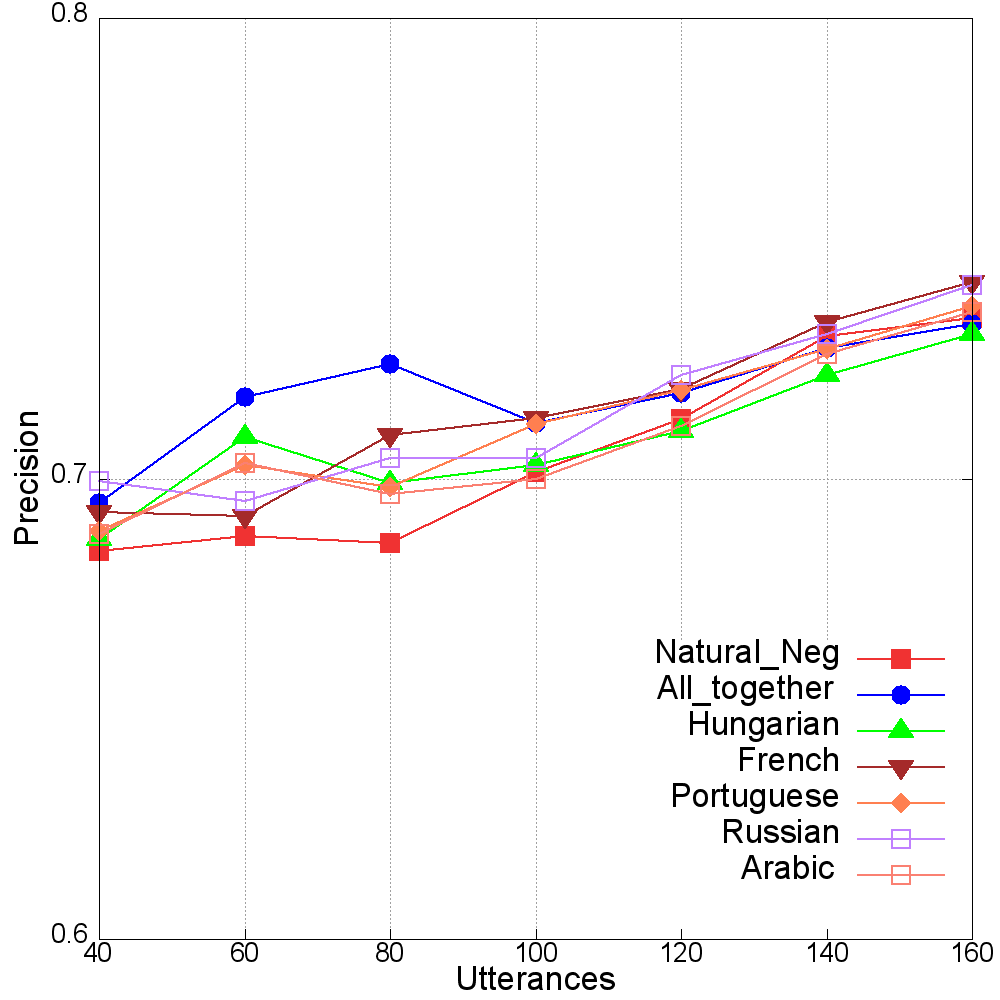 0.8
0.7
0.6
Precision
Natural_Neg
All_together
Hungarian
French
Portuguese
Russian
Arabic
40 60 80 100 120 140 160
Utterances